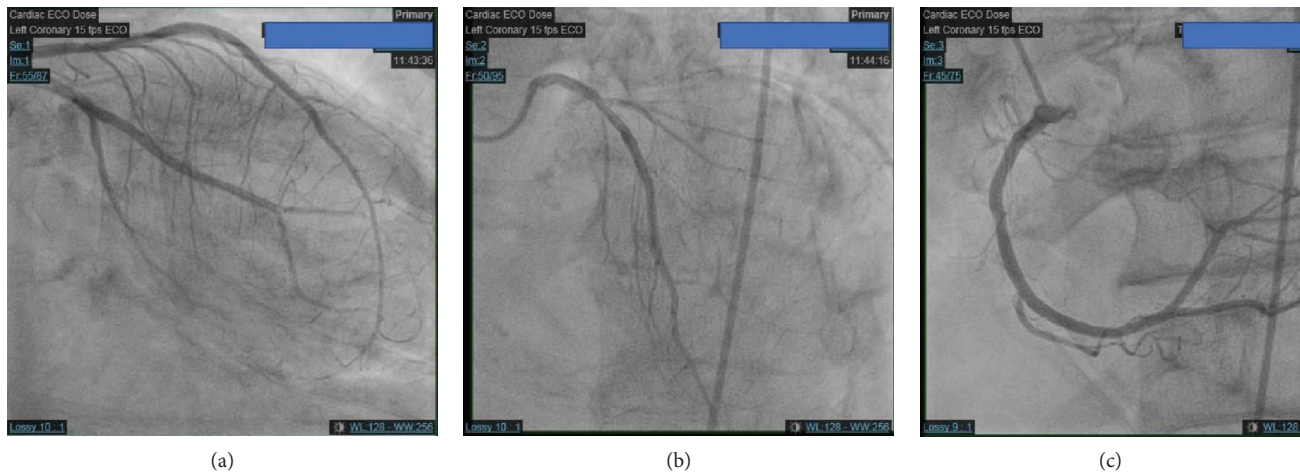 Cardiac ECO Dose
Primary
Left Coronary 15 fps ECO
Se:1
Im:1
11:43:36
Fr:55/87
Lossy 10 : 1
WL:128 - WW:256
(a)
Cardiac ECO Dose
Left Coronary 15 fps ECO
Se:2
Im:2
11:44:16
Fr:50/95
Lossy 10 : 1
WL:128 - WW:256
(b)
Cardiac ECO Dose
Left Coronary 15 fps ECO
Se:3
Im:3
Fr:45/75
Lossy 9 : 1
WL:128
(c)